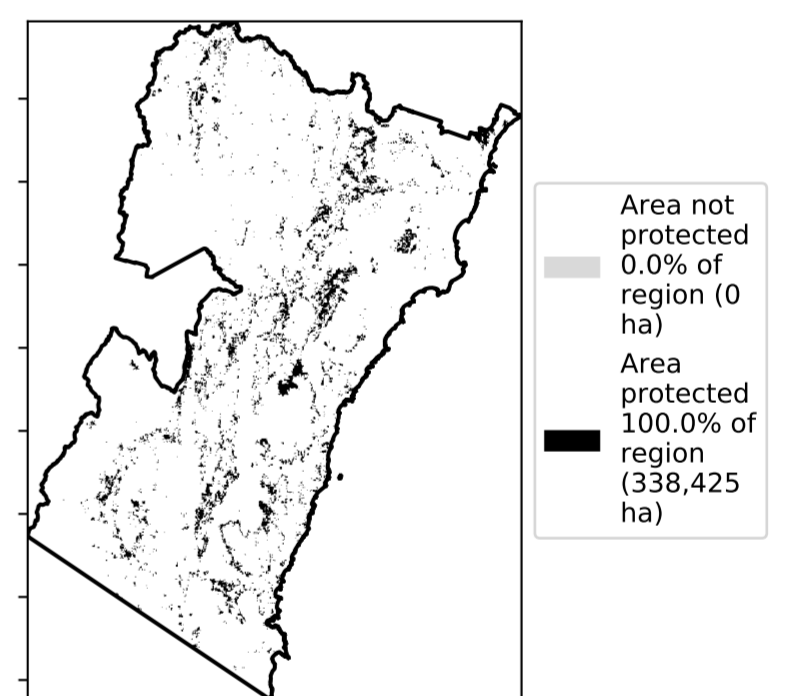 Area not
protected
0.0% of
region (0
ha)
Area
protected
100.0% of
region
(338,425
ha)